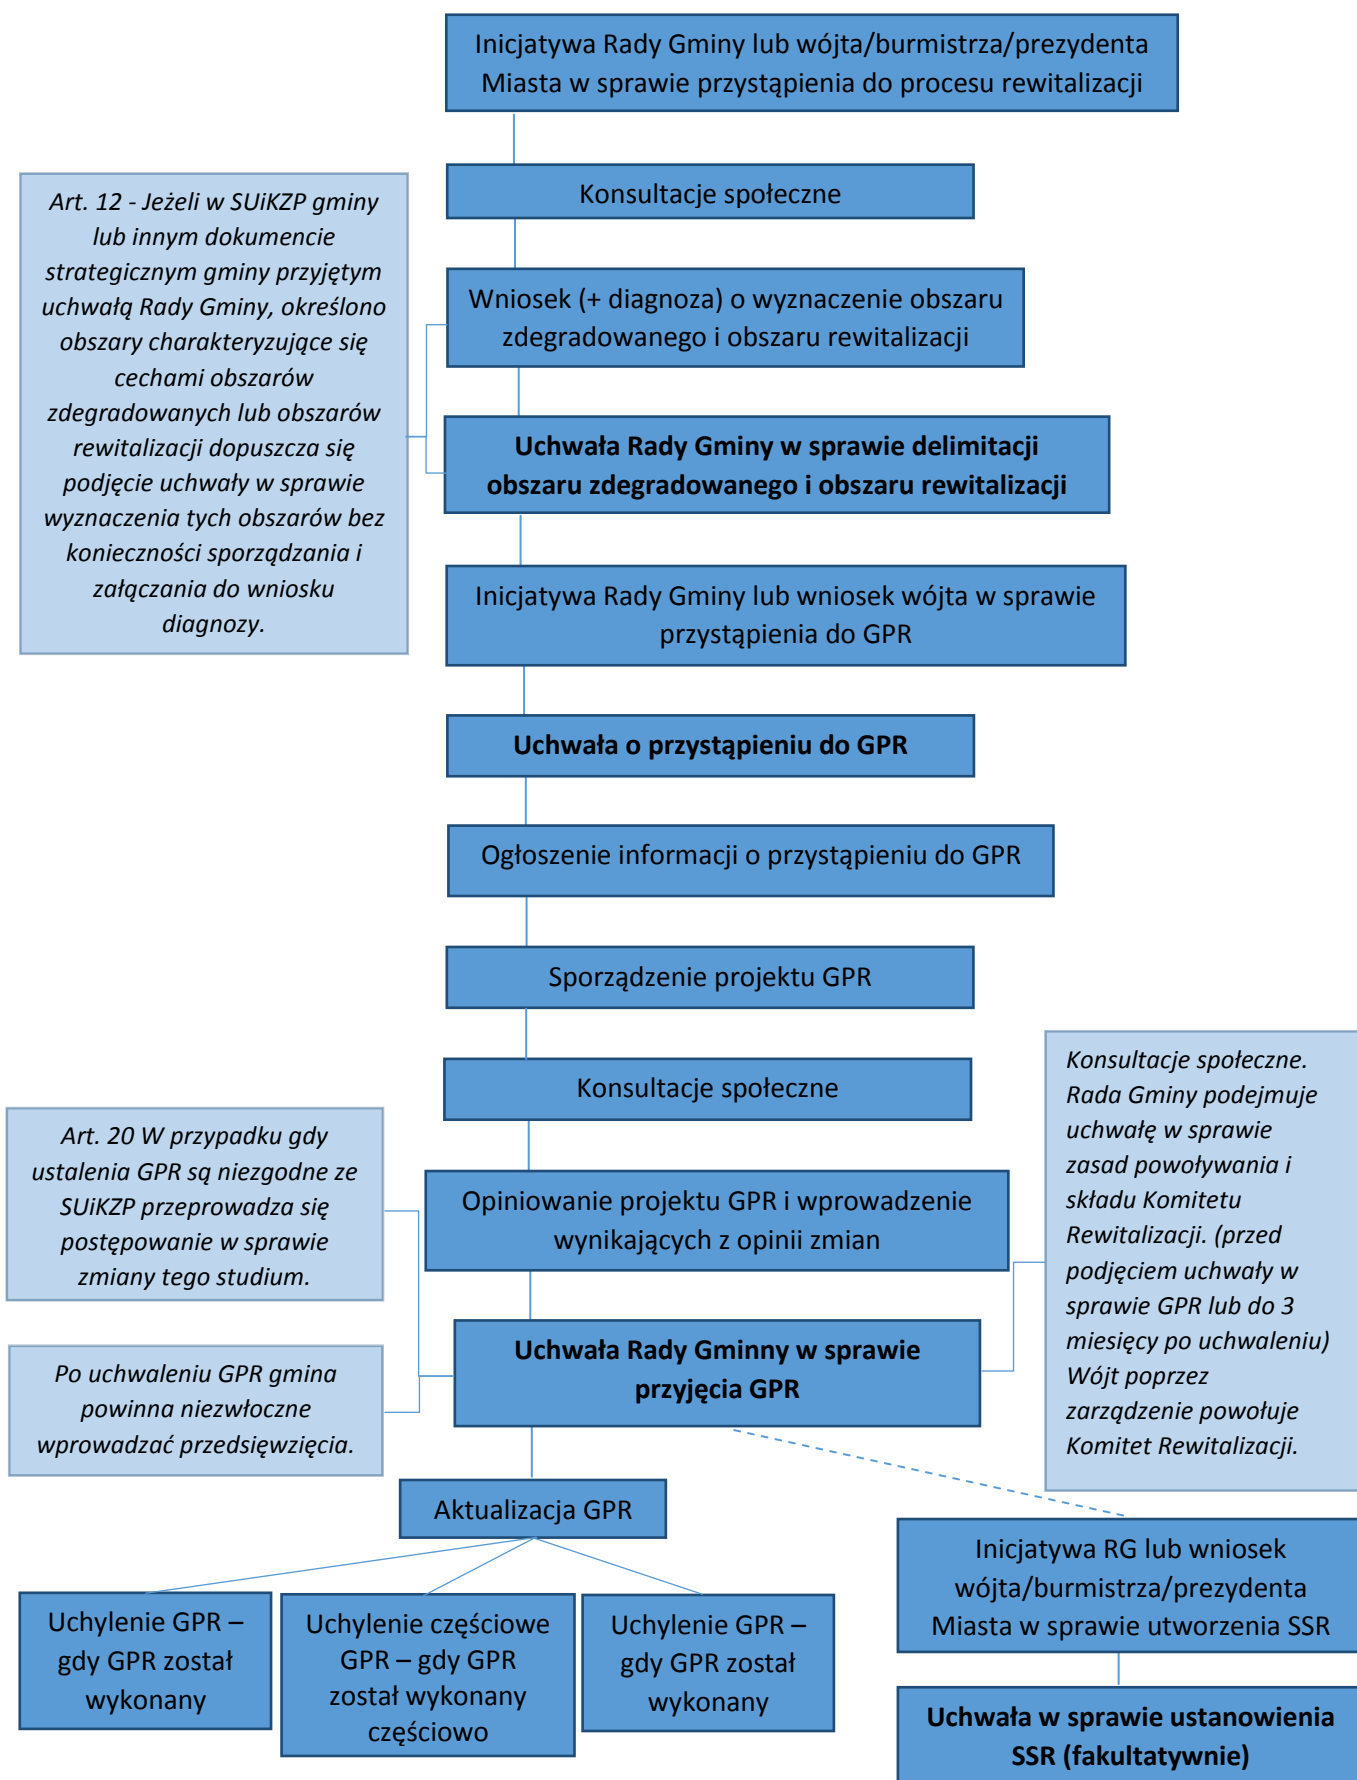 Inicjatywa Rady Gminy lub wójta/burmistrza/prezydenta
Miasta w sprawie przystąpienia do procesu rewitalizacji
Konsultacje społeczne
Art. 12 - Jeżeli w SUiKZP gminy
lub innym dokumencie
strategicznym gminy przyjętym
uchwałą Rady Gminy, określono
obszary charakteryzujące się
cechami obszarów
zdegradowanych lub obszarów
rewitalizacji dopuszcza się
podjęcie uchwały w sprawie
wyznaczenia tych obszarów bez
konieczności sporządzania i
załączania do wniosku
diagnozy.
Wniosek (+ diagnoza) o wyznaczenie obszaru
zdegradowanego i obszaru rewitalizacji
Uchwała Rady Gminy w sprawie delimitacji
obszaru zdegradowanego i obszaru rewitalizacji
Inicjatywa Rady Gminy lub wniosek wójta w sprawie
przystąpienia do GPR
Uchwała o przystąpieniu do GPR
Ogłoszenie informacji o przystąpieniu do GPR
Sporządzenie projektu GPR
Konsultacje społeczne
Konsultacje społeczne.
Rada Gminy podejmuje
uchwałę w sprawie
zasad powoływania i
składu Komitetu
Rewitalizacji. (przed
podjęciem uchwały w
sprawie GPR lub do 3
miesięcy po uchwaleniu)
Wójt poprzez
zarządzenie powołuje
Komitet Rewitalizacji.
Art. 20 W przypadku gdy
ustalenia GPR są niezgodne ze
SUiKZP przeprowadza się
postępowanie w sprawie
zmiany tego studium.
Opiniowanie projektu GPR i wprowadzenie
wynikających z opinii zmian
Uchwała Rady Gminny w sprawie
przyjęcia GPR
Po uchwaleniu GPR gmina
powinna niezwłoczne
wprowadzać przedsięwzięcia.
Aktualizacja GPR
Inicjatywa RG lub wniosek
wójta/burmistrza/prezydenta
Miasta w sprawie utworzenia SSR
Uchylenie GPR –
gdy GPR został
wykonany
Uchylenie częściowe
GPR – gdy GPR
został wykonany
częściowo
Uchylenie GPR –
gdy GPR został
wykonany
Uchwała w sprawie ustanowienia
SSR (fakultatywnie)